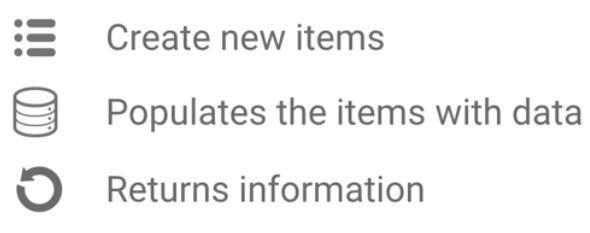 Create new items
Populates the items with data
Returns information